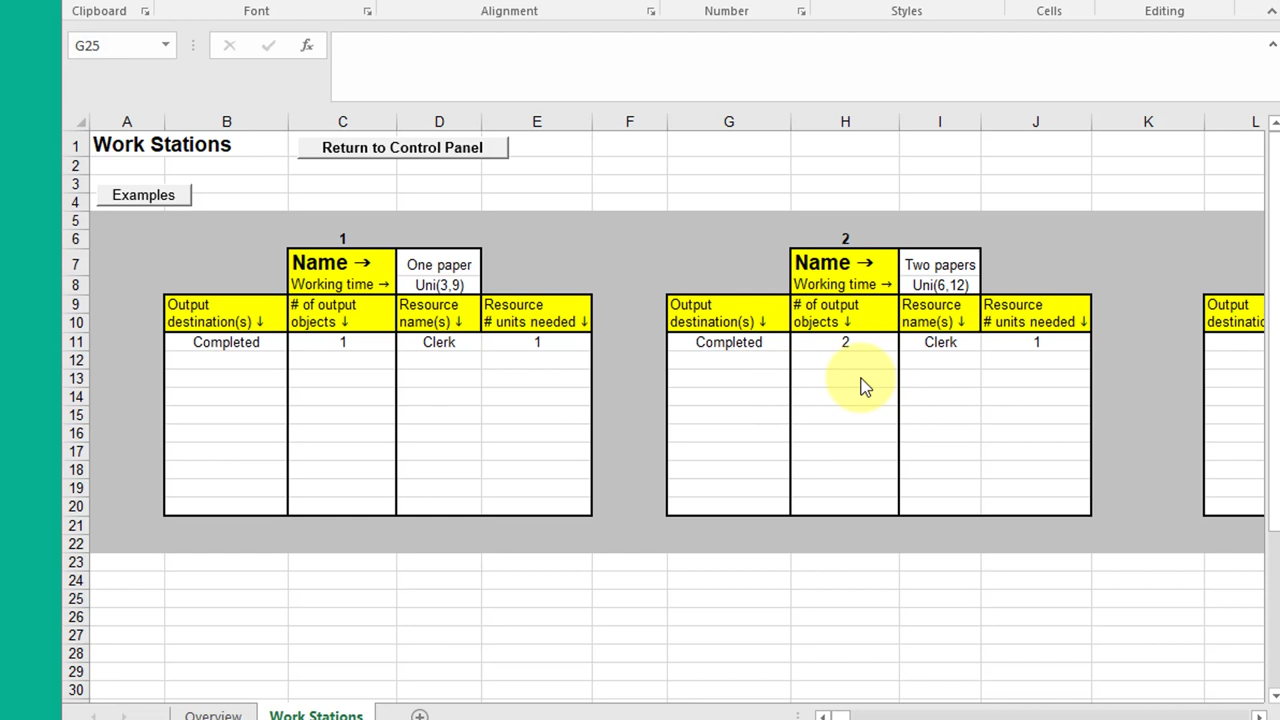 Clipboard Font Alignment Number Styles Cells Editing
G25 fx
A B C D E F G H I J K L
1 Work Stations Return to Control Panel
2
3
4 Examples
5
6 1 2
7 Name → One paper Name → Two papers
8 Working time → Uni(3,9) Working time → Uni(6,12)
9 Output # of output Resource Resource Output # of output Resource Resource Output
10 destination(s) ↓ objects ↓ name(s) ↓ # units needed ↓ destination(s) ↓ objects ↓ name(s) ↓ # units needed ↓
11 Completed 1 Clerk 1 Completed 2 Clerk 1
12
13
14
15
16
17
18
19
20
21
22
23
24
25
26
27
28
29
30
Overview Work Stations